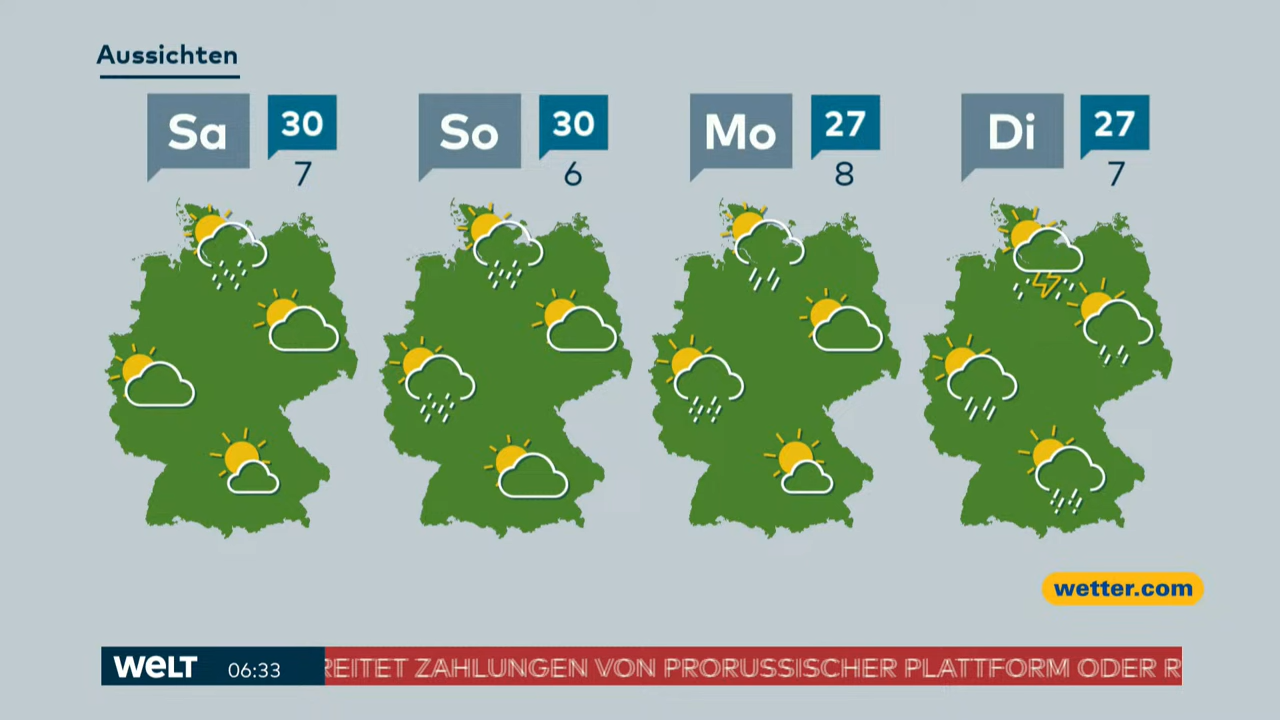 Aussichten
Sa 30 7
So 30 6
Mo 27 8
Di 27 7
wetter.com
WELT 06:33 REITET ZAHLUNGEN VON PRORUSSISCHER PLATTFORM ODER R